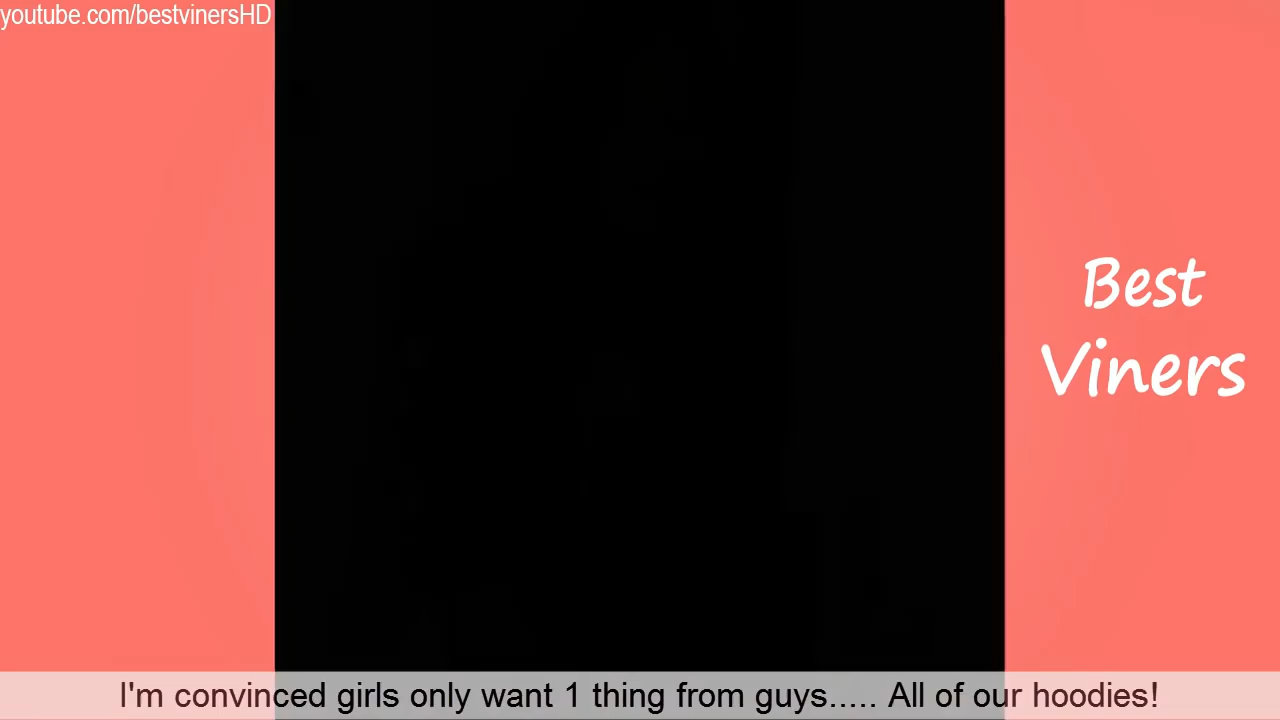 youtube.com/bestvinersHD
Best
Viners
I'm convinced girls only want 1 thing from guys..... All of our hoodies!